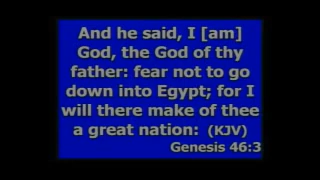 And he said, I [am]
God, the God of thy
father: fear not to go
down into Egypt; for I
will there make of thee
a great nation: (KJV)
Genesis 46:3